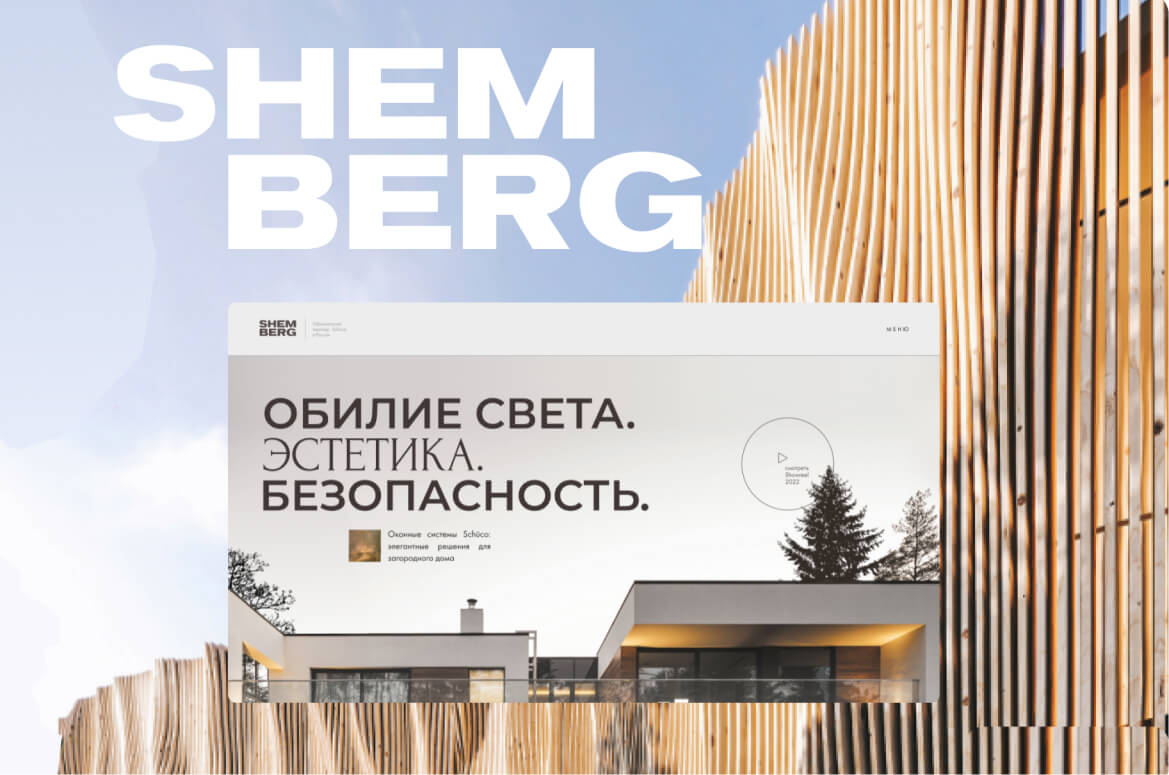 SHEM
BERG
SHEM
BERG
МЕНЮ
ОБИЛИЕ СВЕТА.
ЭСТЕТИКА.
БЕЗОПАСНОСТЬ.
смотреть
Showreel
2022
Оконные системы Schüco:
элегантные решения для
загородного дома